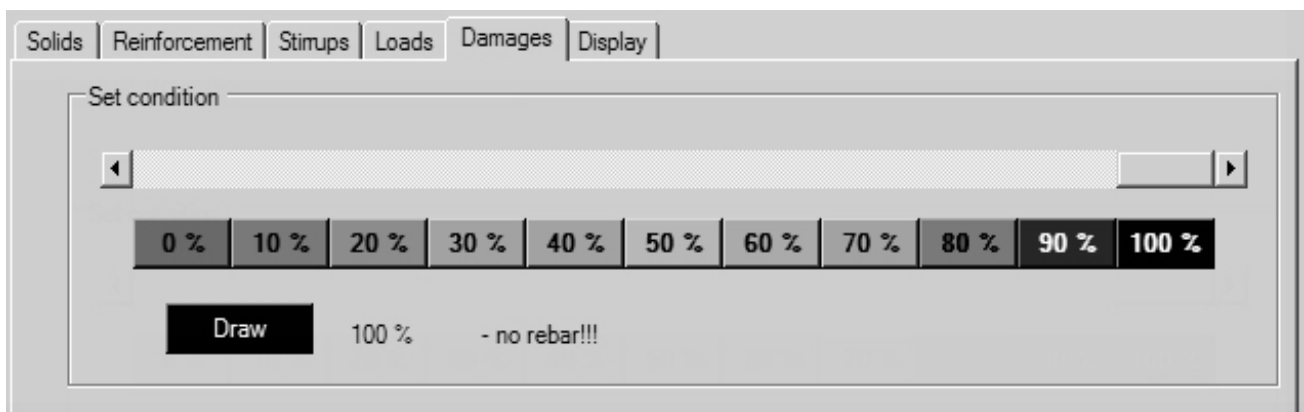 Solids Reinforcement Stirrups Loads Damages Display
Set condition
0 % 10 % 20 % 30 % 40 % 50 % 60 % 70 % 80 % 90 % 100 %
Draw 100 % - no rebar!!!